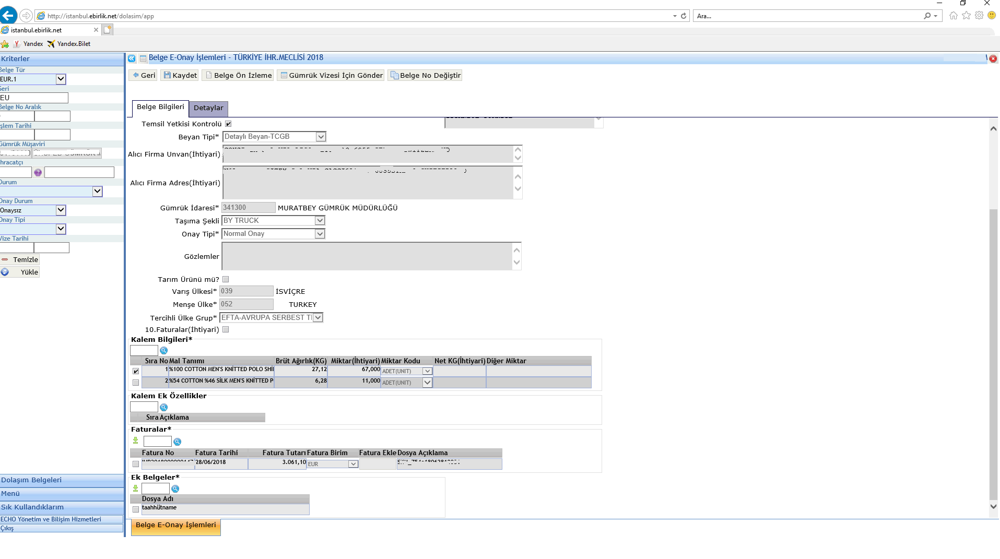 http://istanbul.ebirlik.net/dolasim/app
Ara...
istanbul.ebirlik.net
Yandex
Yandex.Bilet
Kriterler
Belge Tür
EUR.1
Seri
EU
Belge No Aralık
İşlem Tarihi
Gümrük Müşaviri
İhracatçı
Durum
Onay Durum
Onaysız
Onay Tipi
Vize Tarihi
Temizle
Yükle
Dolaşım Belgeleri
Menü
Sık Kullandıklarım
ECHO Yönetim ve Bilişim Hizmetleri
Çıkış
Belge E-Onay İşlemleri - TÜRKİYE İHR.MECLİSİ 2018
Geri
Kaydet
Belge Ön İzleme
Gümrük Vizesi İçin Gönder
Belge No Değiştir
Belge Bilgileri
Detaylar
Temsil Yetkisi Kontrolü
Beyan Tipi* Detaylı Beyan-TCGB
Alıcı Firma Unvan(İhtiyari)
Alıcı Firma Adres(İhtiyari)
Gümrük İdaresi* 341300 MURATBEY GÜMRÜK MÜDÜRLÜĞÜ
Taşıma Şekli BY TRUCK
Onay Tipi* Normal Onay
Gözlemler
Tarım Ürünü mü?
Varış Ülkesi* 039 İSVİÇRE
Menşe Ülke* 052 TURKEY
Tercihli Ülke Grup* EFTA-AVRUPA SERBEST
10.Faturalar(İhtiyari)
Kalem Bilgileri*
Sıra No Mal Tanımı Brüt Ağırlık(KG) Miktar(İhtiyari) Miktar Kodu Net KG(İhtiyari) Diğer Miktar
1 %100 COTTON MEN'S KNİTTED POLO SHİ 27,12 67,000 ADET(UNIT)
2 %54 COTTON %46 SİLK MEN'S KNİTTED P 6,28 11,000 ADET(UNIT)
Kalem Ek Özellikler
Sıra Açıklama
Faturalar*
Fatura No Fatura Tarihi Fatura Tutarı Fatura Birim Fatura Ekle Dosya Açıklama
28/06/2018 3.061,10 EUR
Ek Belgeler*
Dosya Adı
taahhütname
Belge E-Onay İşlemleri